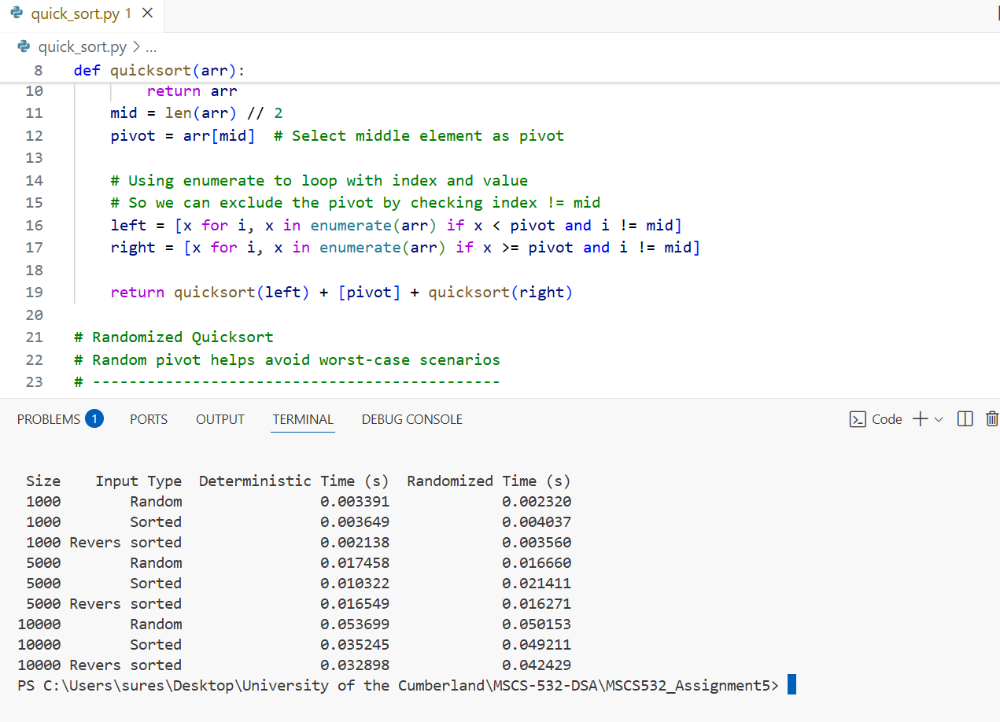 quick_sort.py 1 ✕
quick_sort.py > ...
8 def quicksort(arr):
10         return arr
11     mid = len(arr) // 2
12     pivot = arr[mid]  # Select middle element as pivot
13
14     # Using enumerate to loop with index and value
15     # So we can exclude the pivot by checking index != mid
16     left = [x for i, x in enumerate(arr) if x < pivot and i != mid]
17     right = [x for i, x in enumerate(arr) if x >= pivot and i != mid]
18
19     return quicksort(left) + [pivot] + quicksort(right)
20
21 # Randomized Quicksort
22 # Random pivot helps avoid worst-case scenarios
23 # ---------------------------------------------
PROBLEMS 1 PORTS OUTPUT TERMINAL DEBUG CONSOLE Code
Size Input Type Deterministic Time (s) Randomized Time (s)
1000 Random 0.003391 0.002320
1000 Sorted 0.003649 0.004037
1000 Revers sorted 0.002138 0.003560
5000 Random 0.017458 0.016660
5000 Sorted 0.010322 0.021411
5000 Revers sorted 0.016549 0.016271
10000 Random 0.053699 0.050153
10000 Sorted 0.035245 0.049211
10000 Revers sorted 0.032898 0.042429
PS C:\Users\sures\Desktop\University of the Cumberland\MSCS-532-DSA\MSCS532_Assignment5>